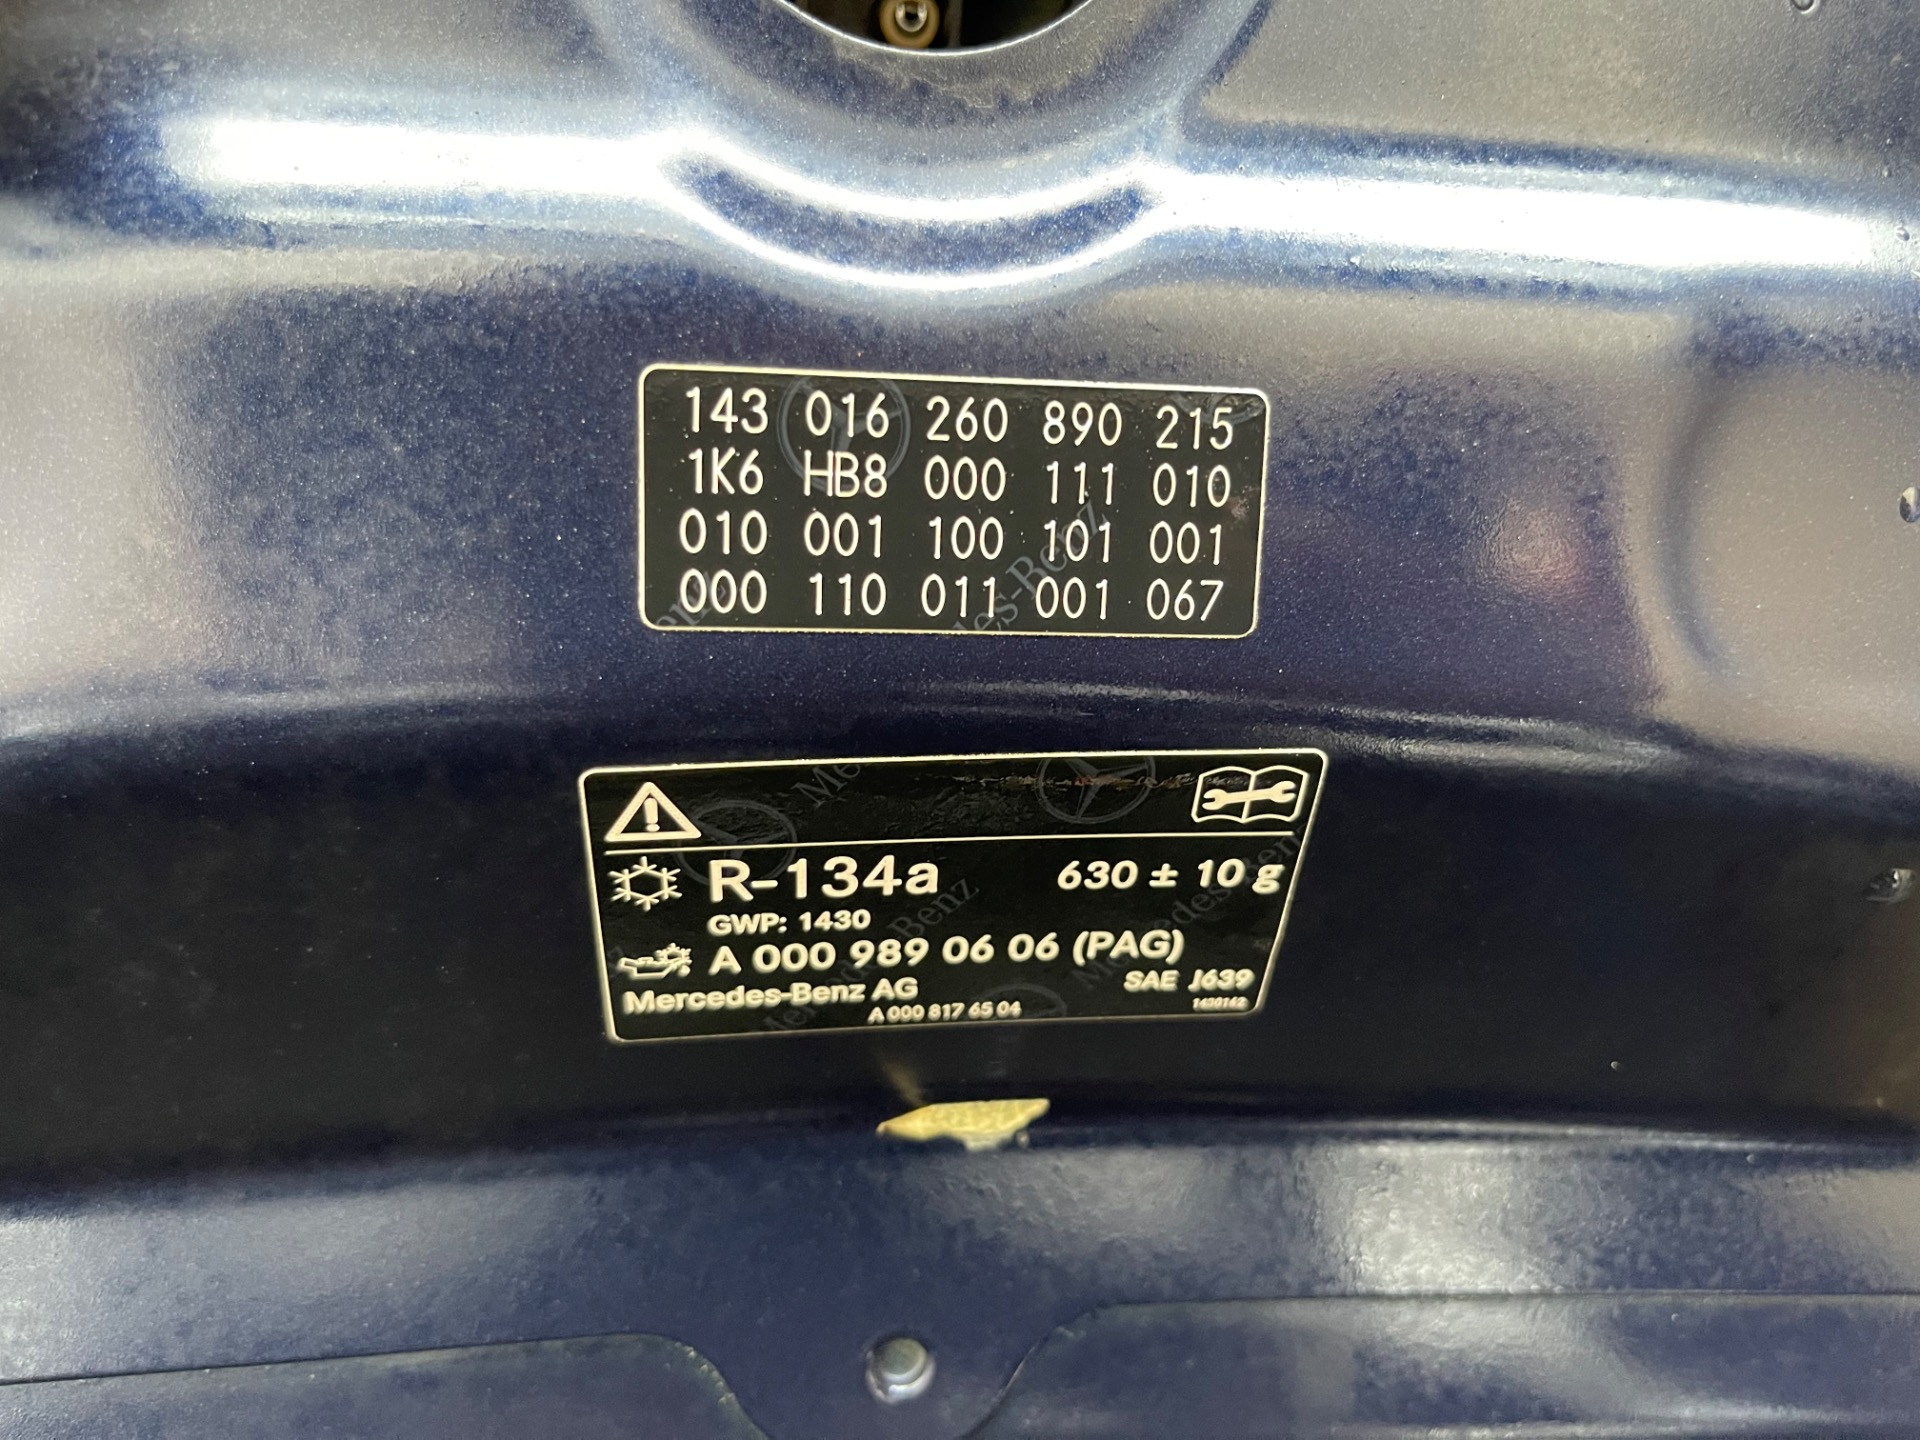 143 016 260 890 215
1K6 HB8 000 111 010
010 001 100 101 001
000 110 011 001 067
R-134a 630 ± 10 g
GWP: 1430
A 000 989 06 06 (PAG)
SAE J639
Mercedes-Benz AG
A 000 817 65 04
1430142